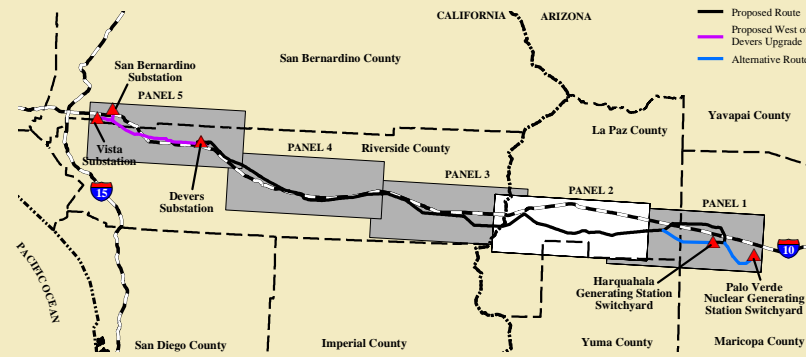 CALIFORNIA
ARIZONA
Proposed Route
Proposed West of
Devers Upgrade
Alternative Route
San Bernardino County
San Bernardino
Substation
PANEL 5
Yavapai County
La Paz County
PANEL 4
Riverside County
Vista
Substation
PANEL 3
15
Devers
Substation
PANEL 2
PANEL 1
10
PACIFIC OCEAN
Harquahala
Generating Station
Switchyard
Palo Verde
Nuclear Generating
Station Switchyard
San Diego County
Imperial County
Yuma County
Maricopa County